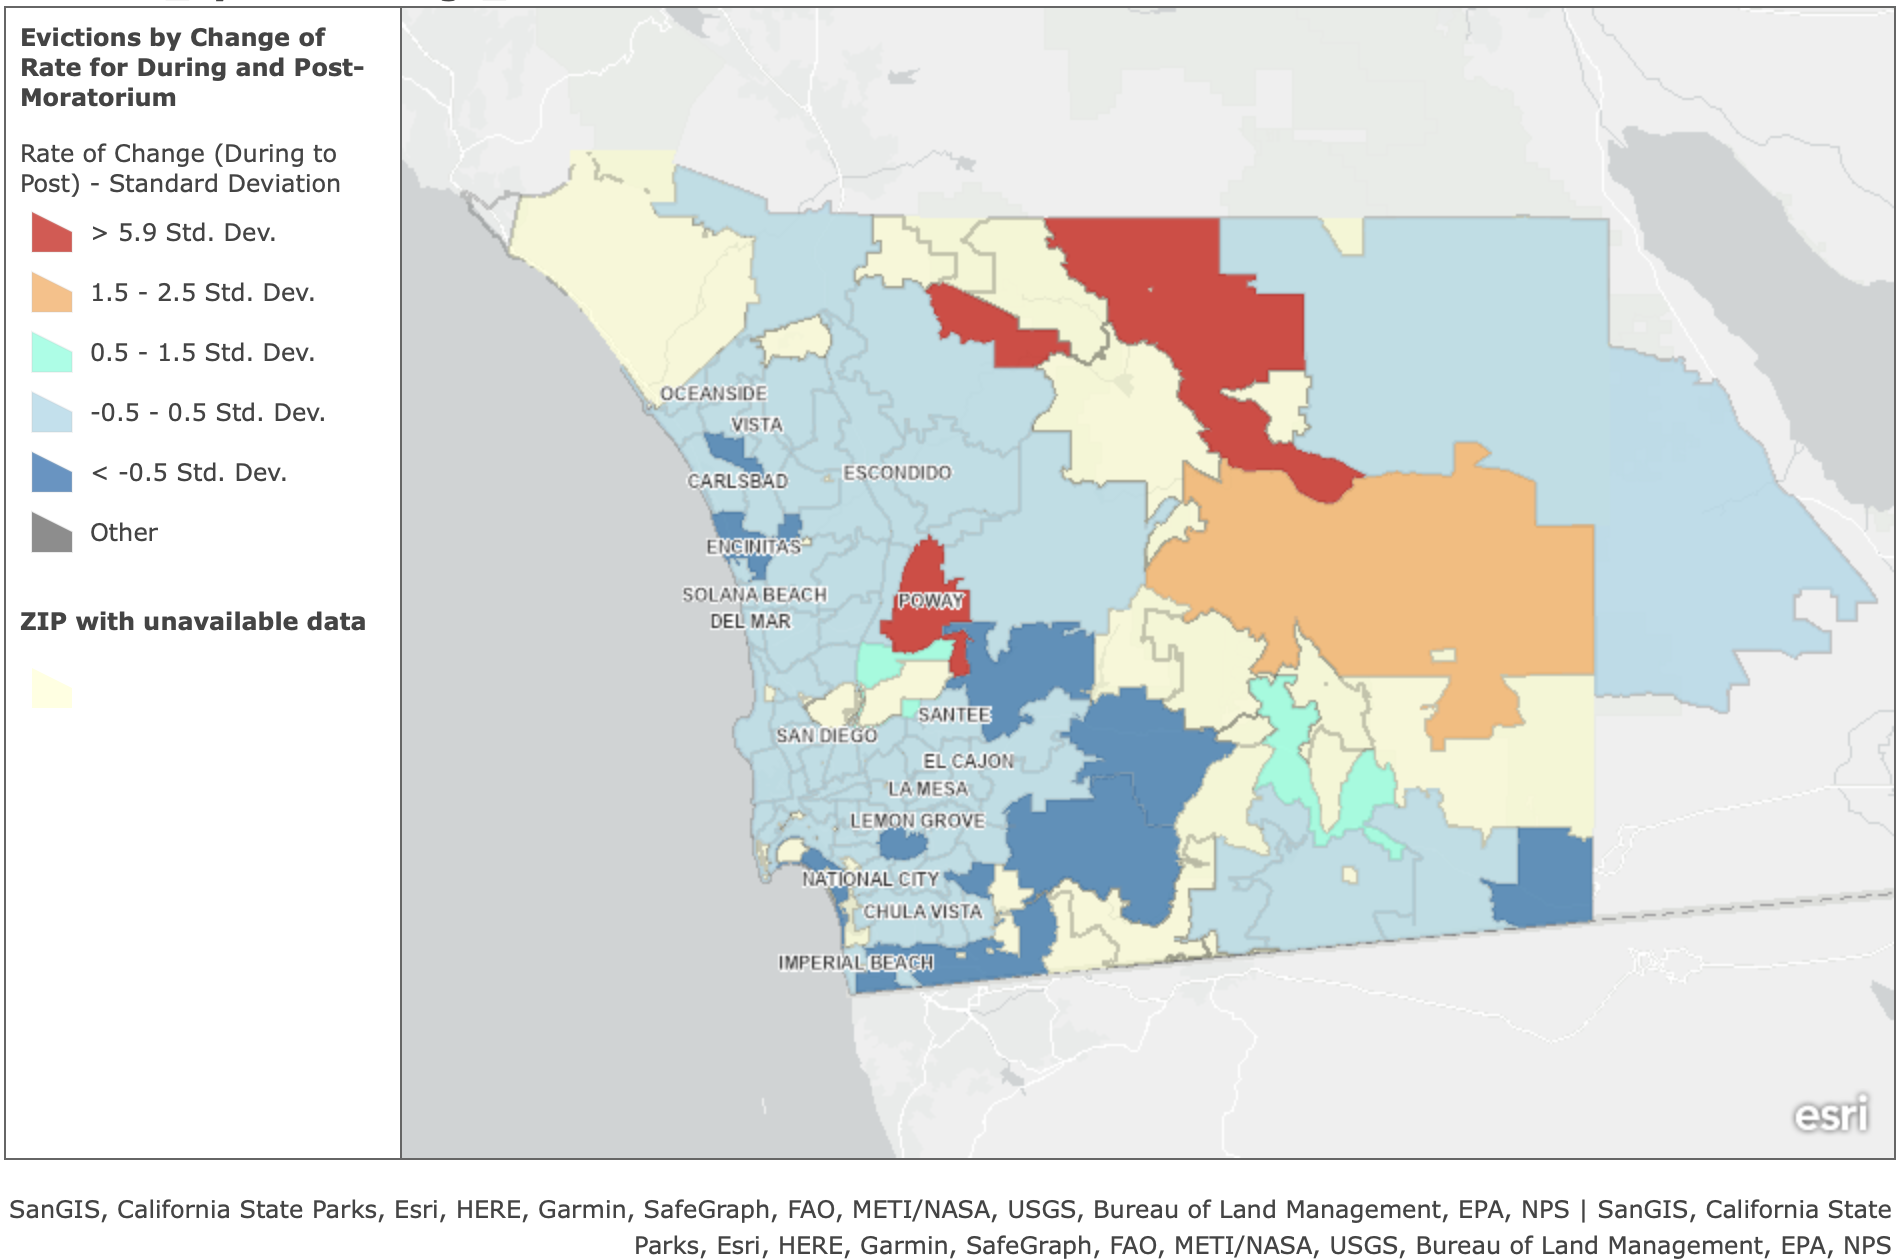 Evictions by Change of
Rate for During and Post-
Moratorium
Rate of Change (During to
Post) - Standard Deviation
> 5.9 Std. Dev.
1.5 - 2.5 Std. Dev.
0.5 - 1.5 Std. Dev.
-0.5 - 0.5 Std. Dev.
< -0.5 Std. Dev.
Other
ZIP with unavailable data
OCEANSIDE
VISTA
CARLSBAD
ESCONDIDO
ENCINITAS
SOLANA BEACH
POWAY
DEL MAR
SANTEE
SAN DIEGO
EL CAJON
LA MESA
LEMON GROVE
NATIONAL CITY
CHULA VISTA
IMPERIAL BEACH
esri
SanGIS, California State Parks, Esri, HERE, Garmin, SafeGraph, FAO, METI/NASA, USGS, Bureau of Land Management, EPA, NPS | SanGIS, California State
Parks, Esri, HERE, Garmin, SafeGraph, FAO, METI/NASA, USGS, Bureau of Land Management, EPA, NPS